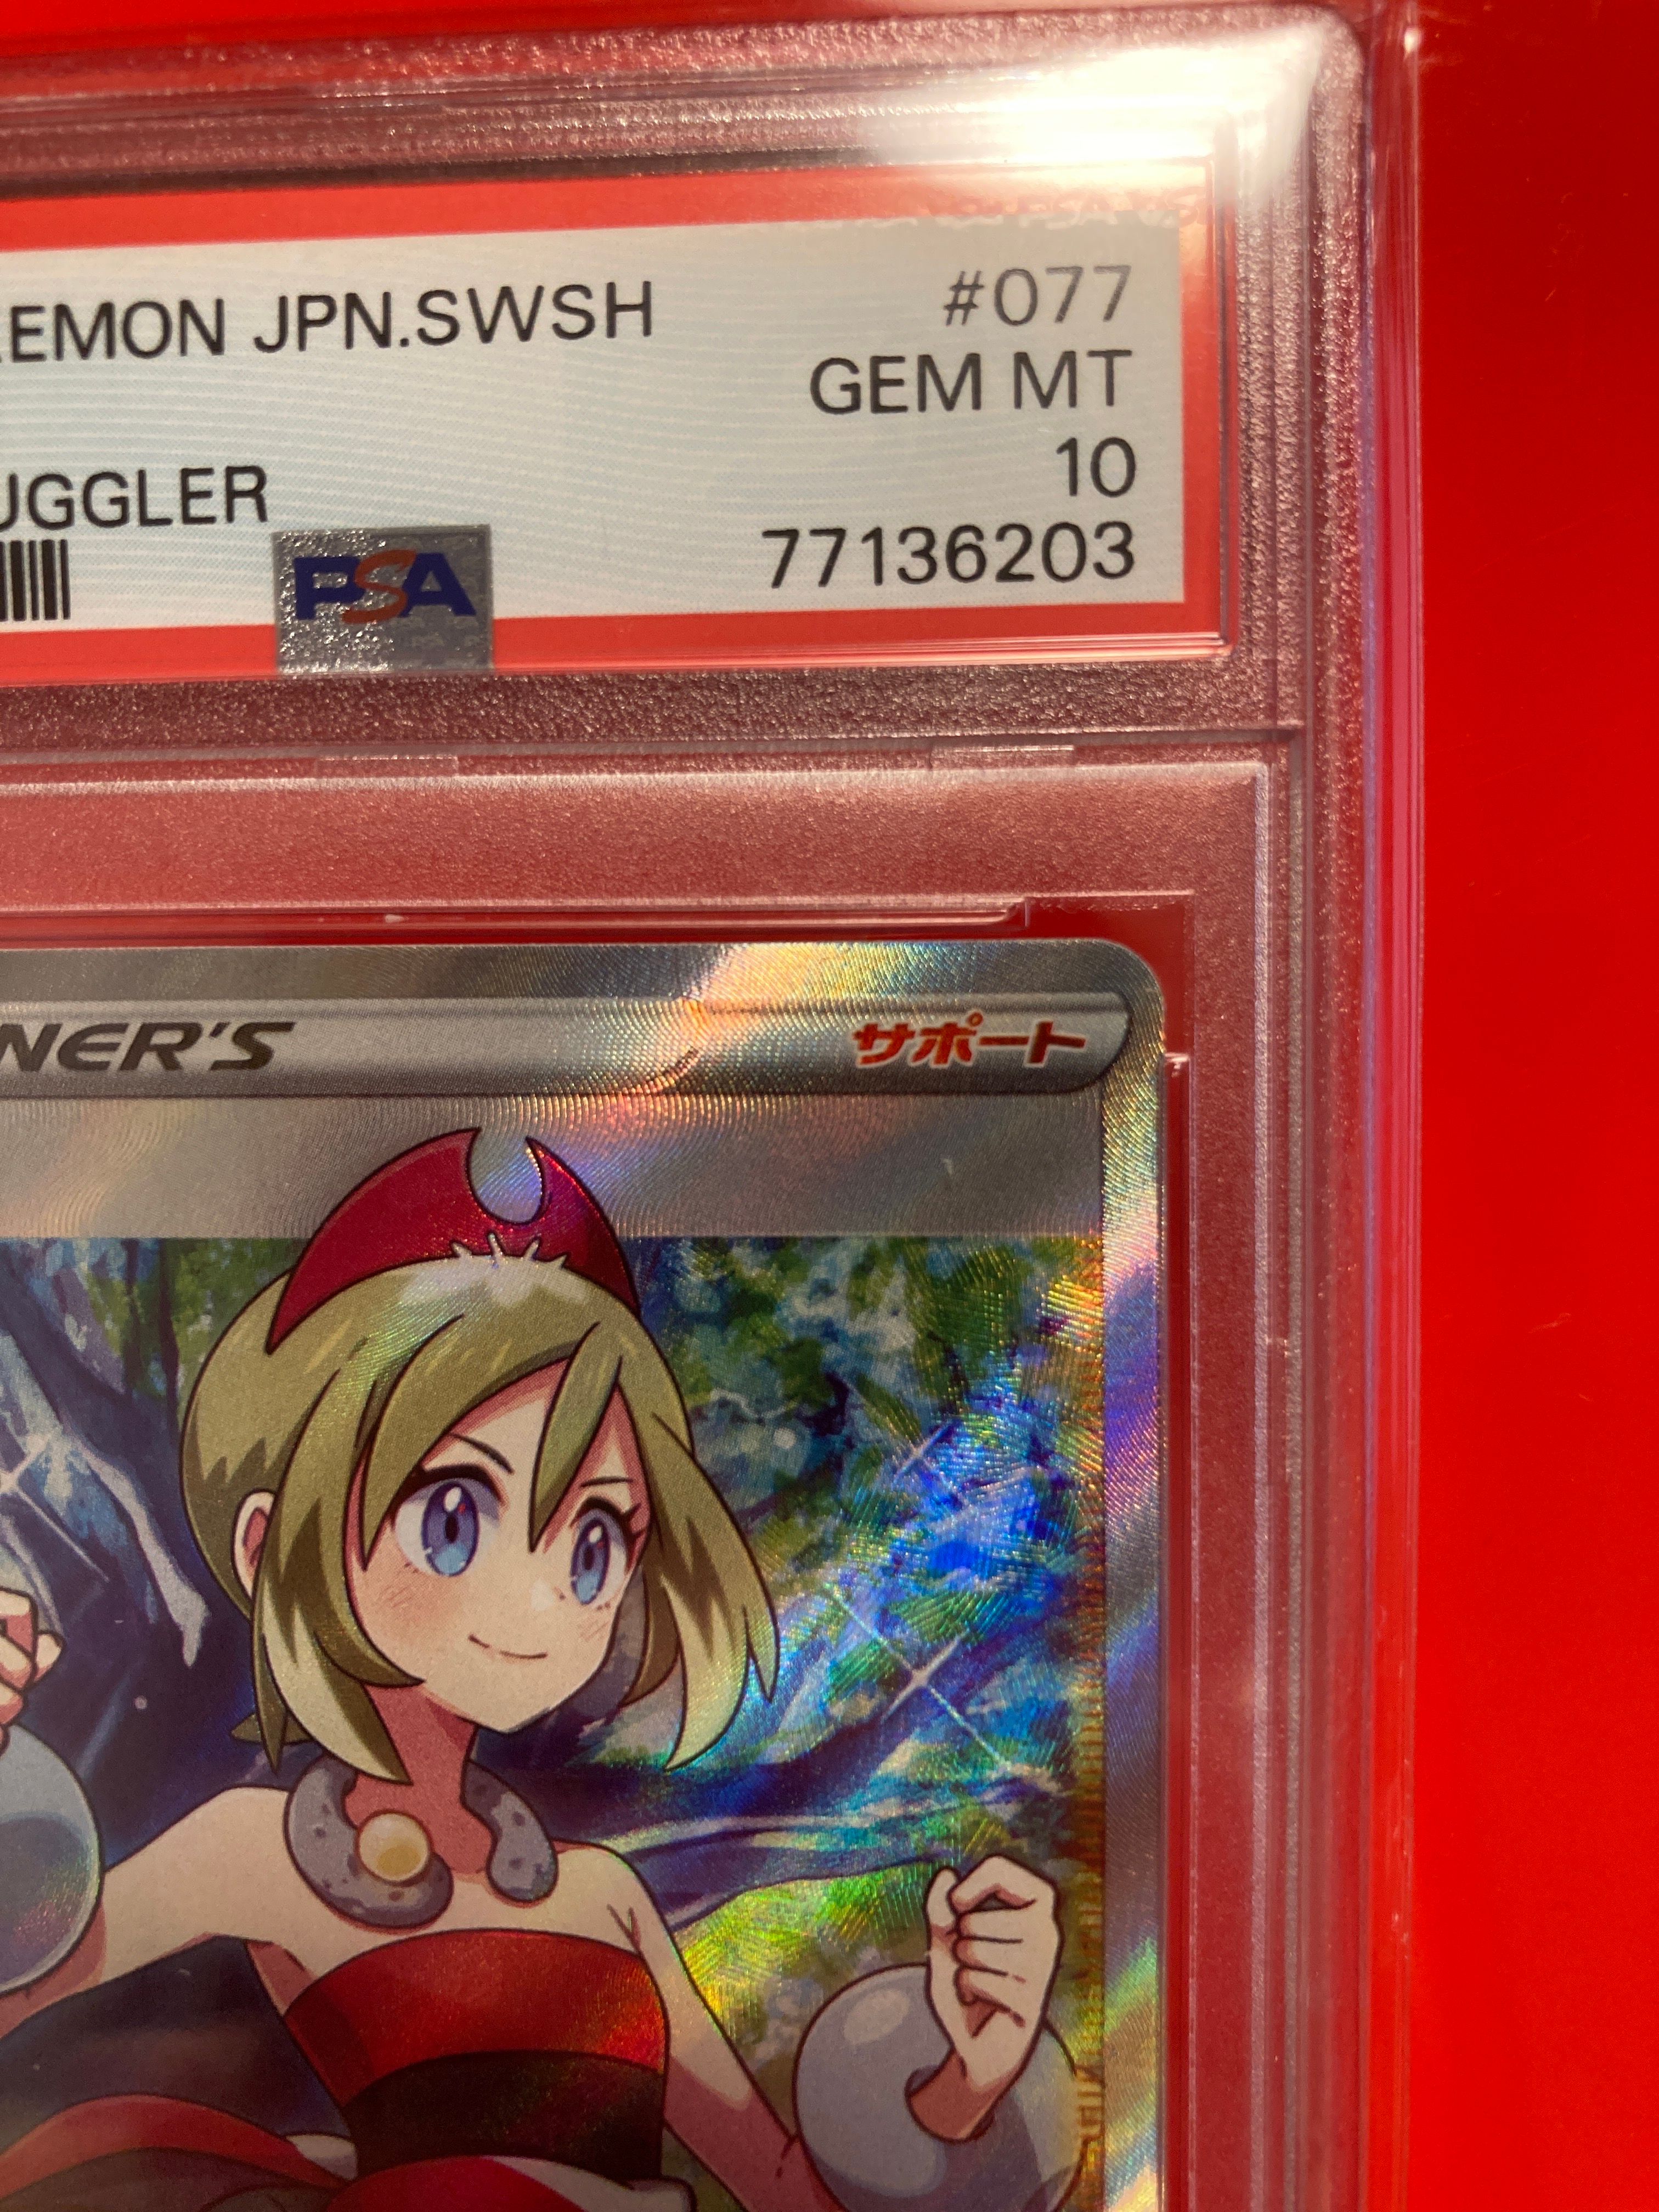 EMON JPN.SWSH #077
GEM MT
UGGLER 10
PSA 77136203
NER'S サポート